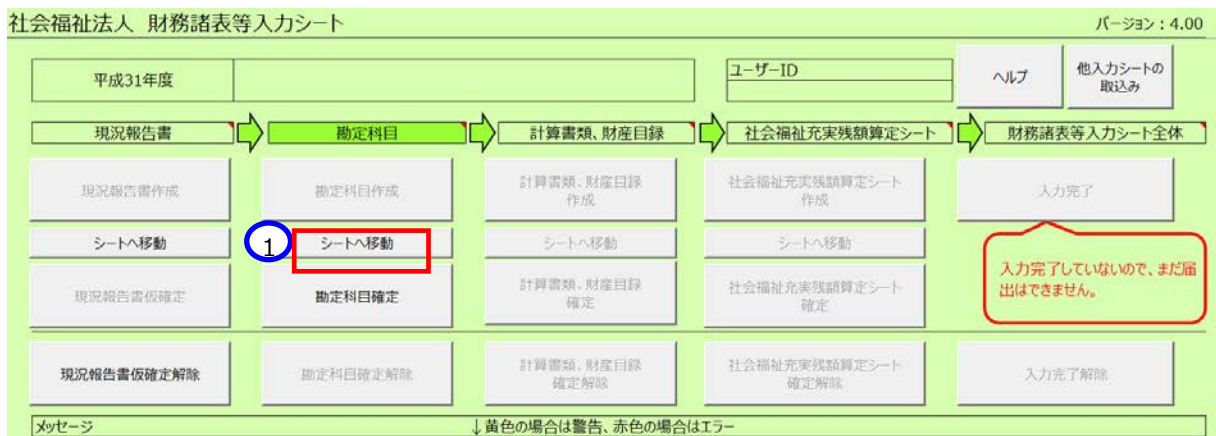 社会福祉法人 財務諸表等入力シート
バージョン：4.00
平成31年度
ユーザーID
ヘルプ
他入力シートの
取込み
現況報告書
勘定科目
計算書類、財産目録
社会福祉充実残額算定シート
財務諸表等入力シート全体
現況報告書作成
勘定科目作成
計算書類、財産目録
作成
社会福祉充実残額算定シート
作成
入力完了
シートへ移動
1
シートへ移動
シートへ移動
シートへ移動
入力完了していないので、まだ届
出はできません。
現況報告書仮確定
勘定科目確定
計算書類、財産目録
確定
社会福祉充実残額算定シート
確定
現況報告書仮確定解除
勘定科目確定解除
計算書類、財産目録
確定解除
社会福祉充実残額算定シート
確定解除
入力完了解除
メッセージ
↓黄色の場合は警告、赤色の場合はエラー